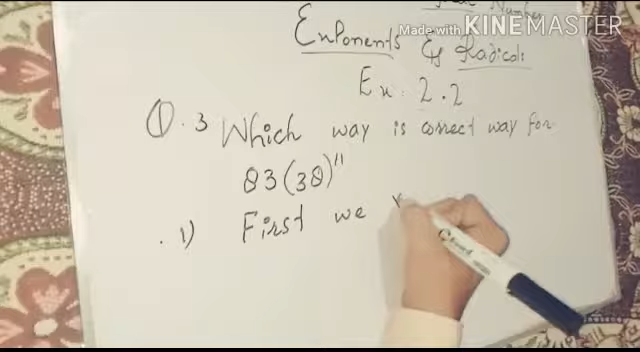 Number
Made with KINEMASTER
Exponents & Radicals
Ex. 2.2
Q.3 Which way is correct way for
83(38)"
.1) First we